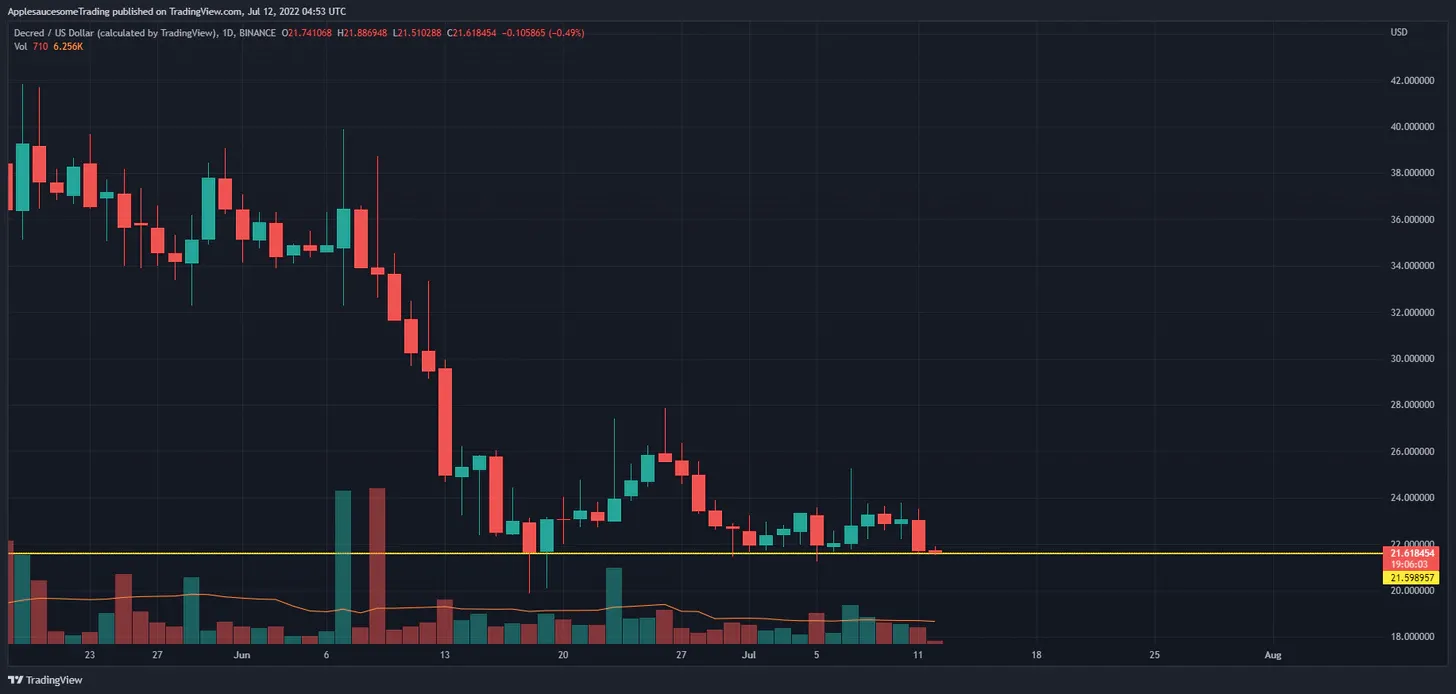 ApplesaucesomeTrading published on TradingView.com, Jul 12, 2022 04:53 UTC
Decred / US Dollar (calculated by TradingView), 1D, BINANCE O21.741068 H21.886948 L21.510288 C21.618454 −0.105865 (−0.49%)
Vol 710 6.256K
USD
42.000000
40.000000
38.000000
36.000000
34.000000
32.000000
30.000000
28.000000
26.000000
24.000000
22.000000
21.618454
19:06:03
21.598957
20.000000
18.000000
23 27 Jun 6 13 20 27 Jul 5 11 18 25 Aug
TradingView